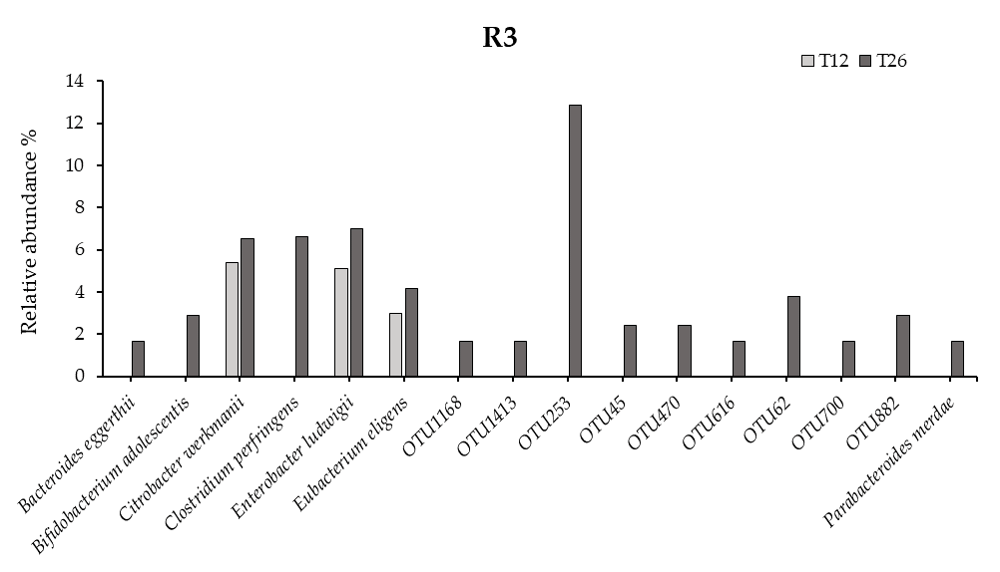 R3
T12 T26
Relative abundance %
14
12
10
8
6
4
2
0
Bacteroides eggerthii
Bifidobacterium adolescentis
Citrobacter werkmanii
Clostridium perfringens
Enterobacter ludwigii
Eubacterium eligens
OTU1168
OTU1413
OTU253
OTU45
OTU470
OTU616
OTU62
OTU700
OTU882
Parabacteroides merdae